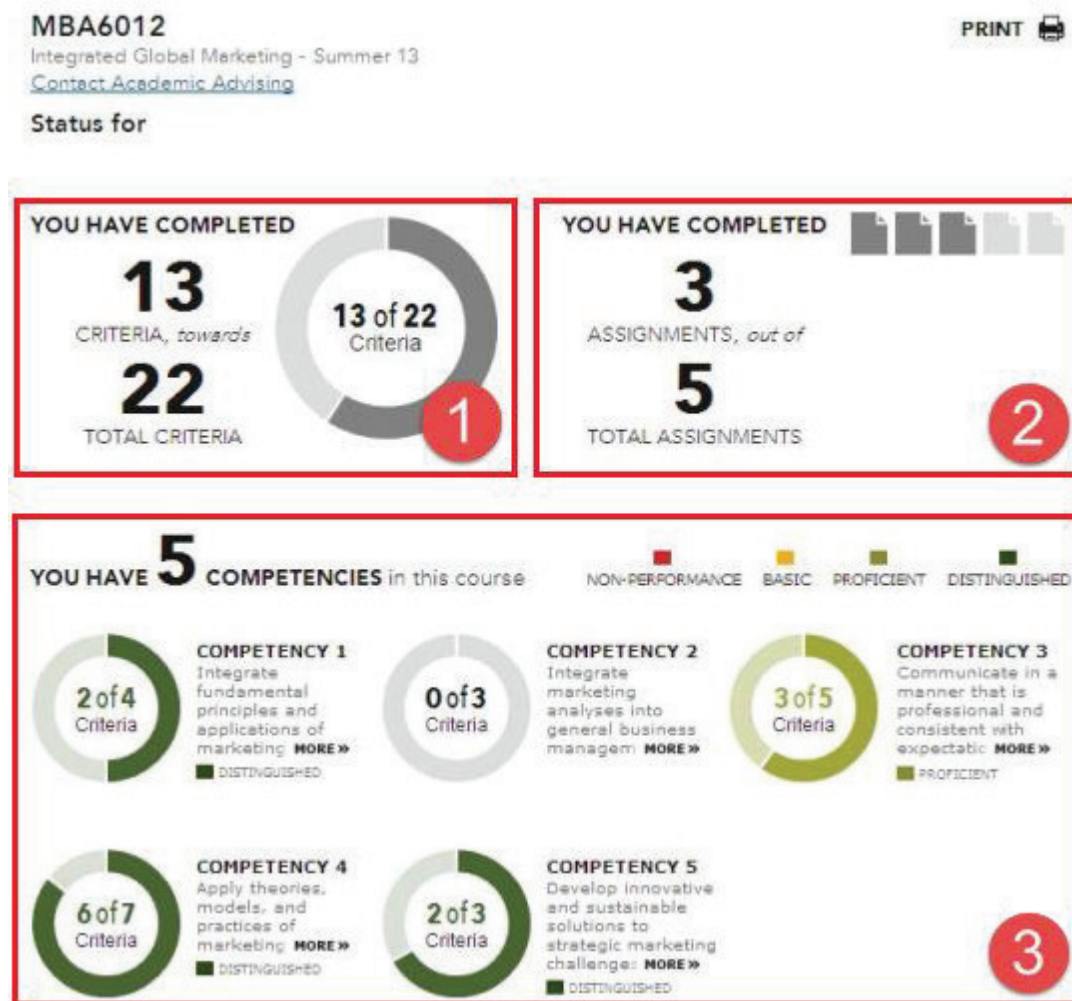 MBA6012
PRINT
Integrated Global Marketing - Summer 13
Contact Academic Advising
Status for
YOU HAVE COMPLETED
13
CRITERIA, towards
22
TOTAL CRITERIA
13 of 22
Criteria
1
YOU HAVE COMPLETED
3
ASSIGNMENTS, out of
5
TOTAL ASSIGNMENTS
2
YOU HAVE 5 COMPETENCIES in this course
NON-PERFORMANCE BASIC PROFICIENT DISTINGUISHED
2 of 4
Criteria
COMPETENCY 1
Integrate
fundamental
principles and
applications of
marketing MORE »
DISTINGUISHED
0 of 3
Criteria
COMPETENCY 2
Integrate
marketing
analyses into
general business
managem MORE »
3 of 5
Criteria
COMPETENCY 3
Communicate in a
manner that is
professional and
consistent with
expectatic MORE »
PROFICIENT
6 of 7
Criteria
COMPETENCY 4
Apply theories,
models, and
practices of
marketing MORE »
DISTINGUISHED
2 of 3
Criteria
COMPETENCY 5
Develop innovative
and sustainable
solutions to
strategic marketing
challenge: MORE »
DISTINGUISHED
3